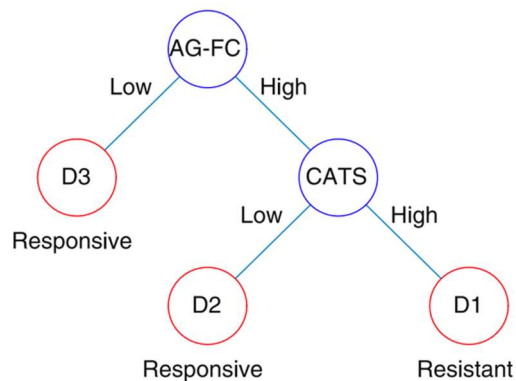 AG-FC
Low
High
D3
CATS
Responsive
Low
High
D2
D1
Responsive
Resistant